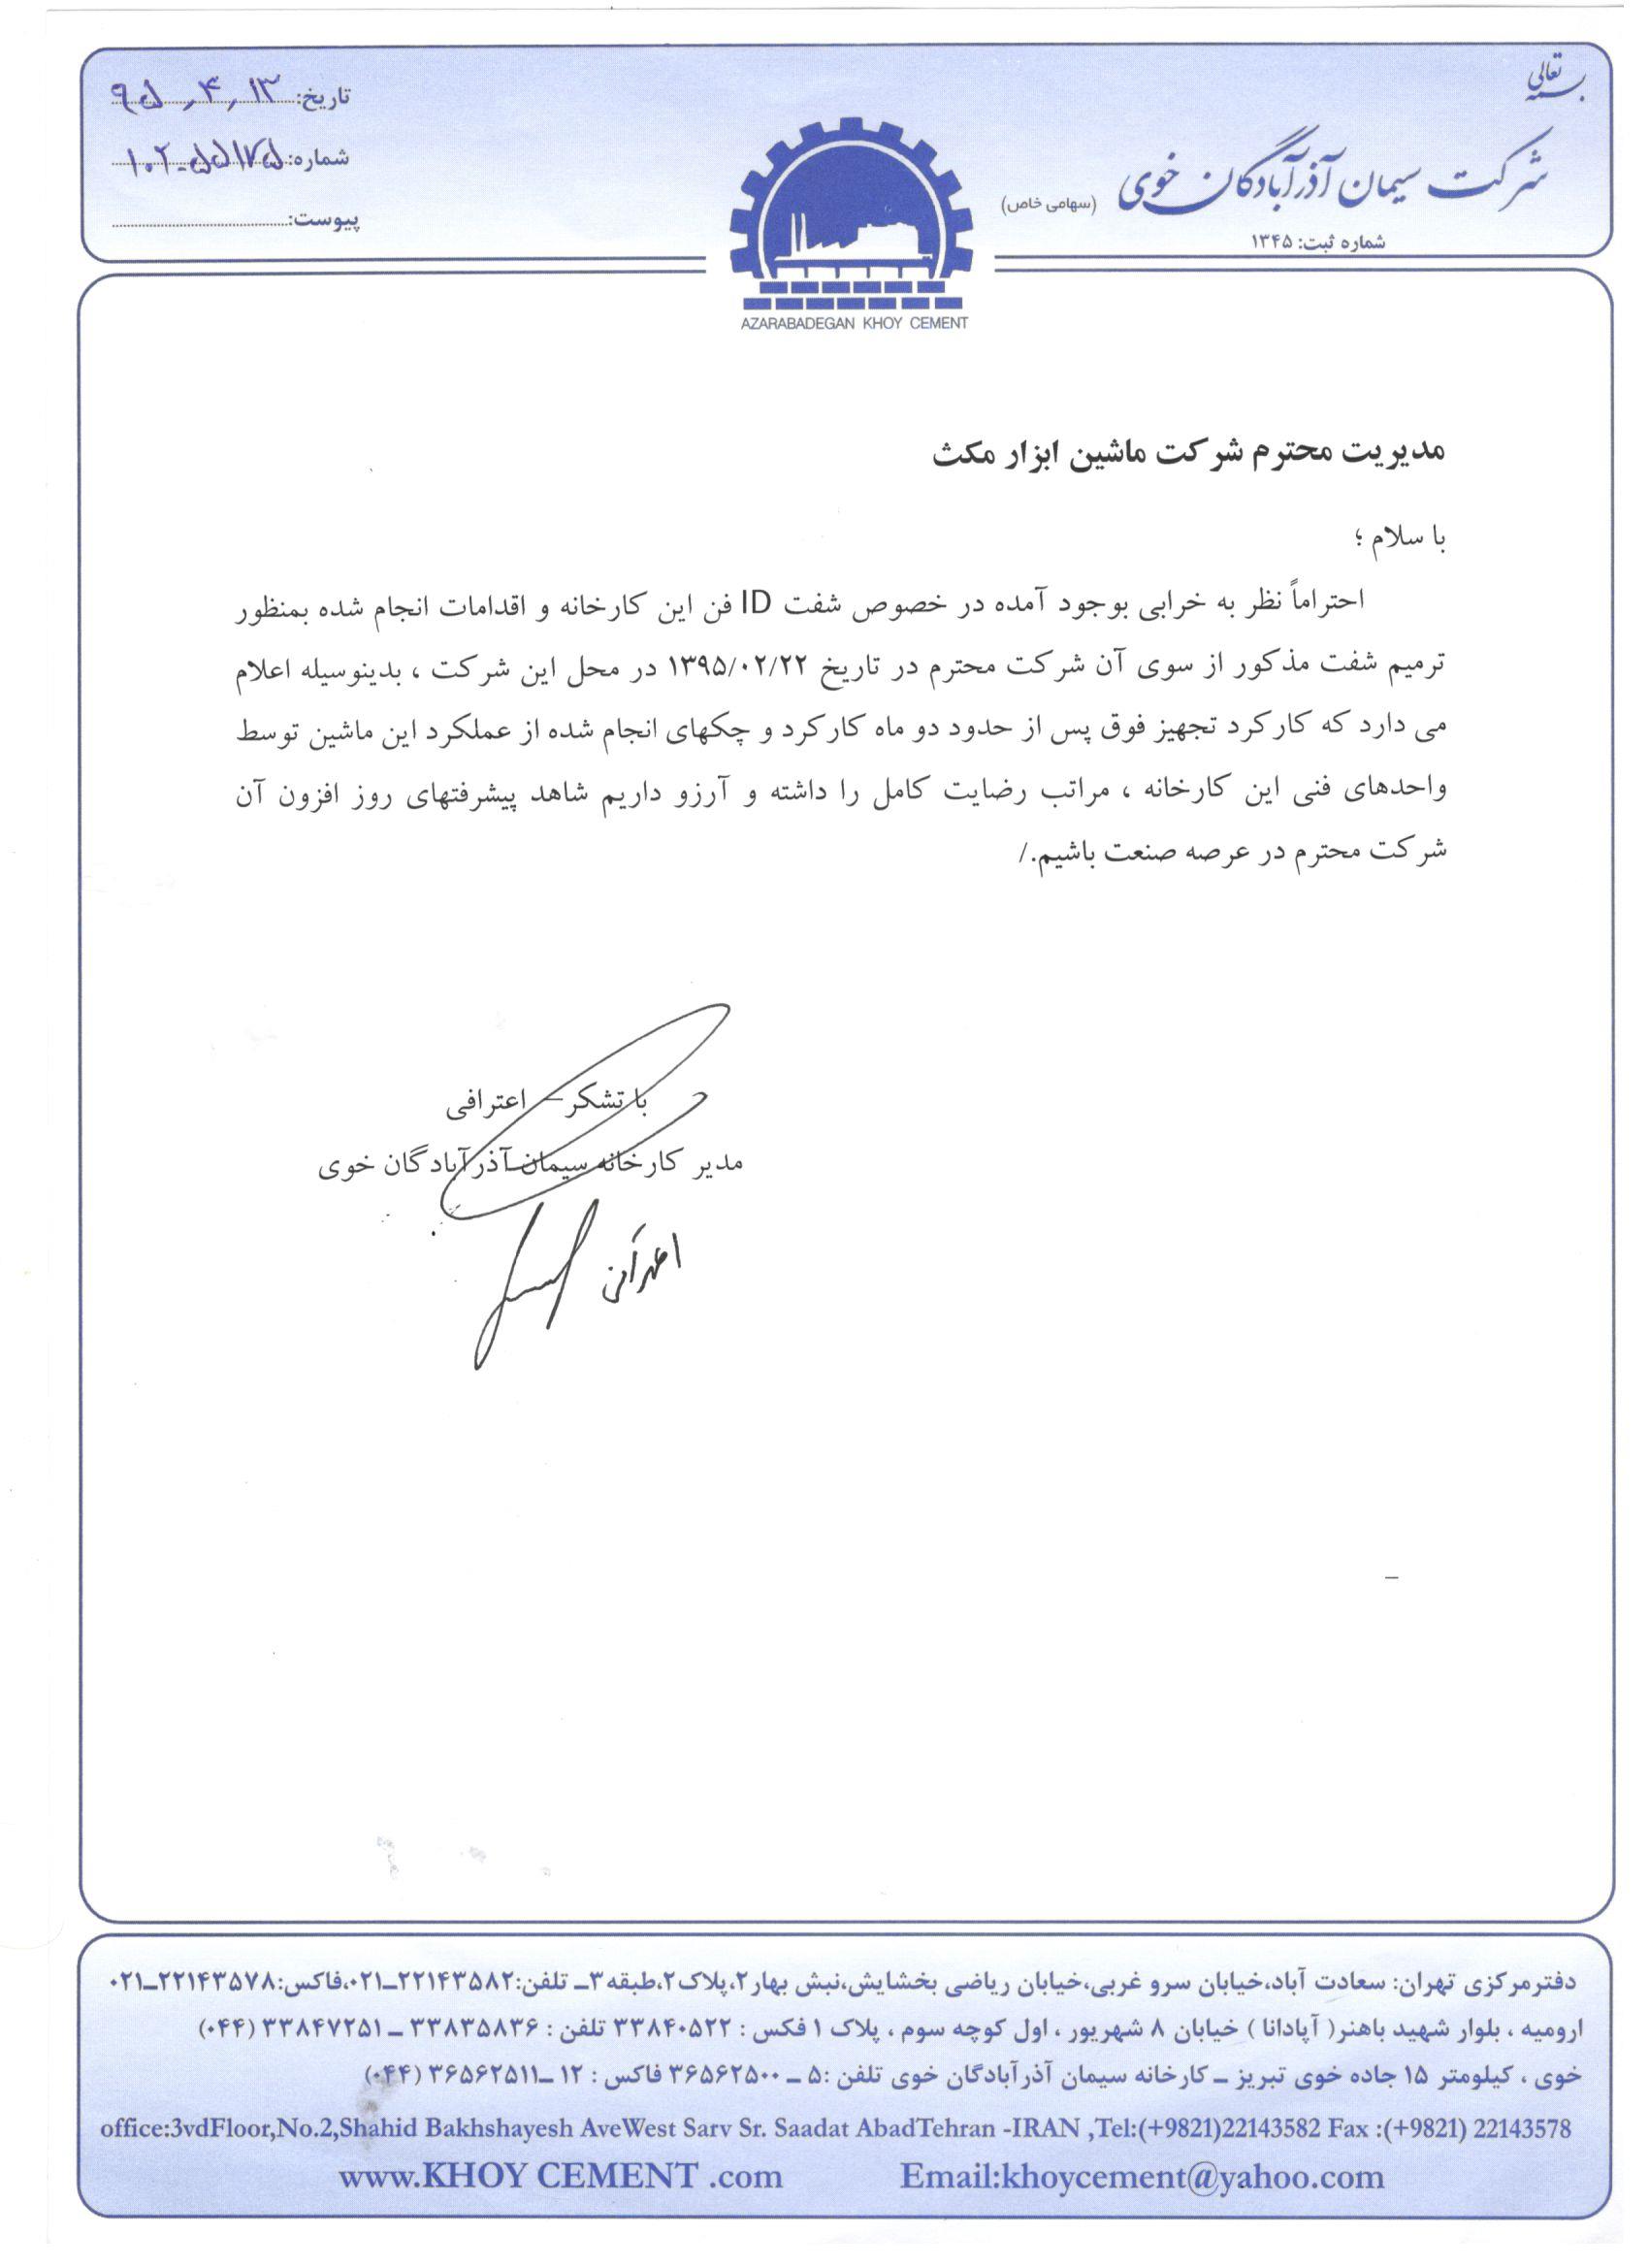 بسمه تعالی
شرکت سیمان آذرآبادگان خوی (سهامی خاص)
شماره ثبت: ۱۳۴۵
تاریخ: ۹۵،۴،۱۳
شماره: ۱۰۲-۵۵۱۷۵
پیوست:
AZARABADEGAN KHOY CEMENT
مدیریت محترم شرکت ماشین ابزار مکث
با سلام ؛
احتراماً نظر به خرابی بوجود آمده در خصوص شفت ID فن این کارخانه و اقدامات انجام شده بمنظور
ترمیم شفت مذکور از سوی آن شرکت محترم در تاریخ ۱۳۹۵/۰۲/۲۲ در محل این شرکت ، بدینوسیله اعلام
می دارد که کارکرد تجهیز فوق پس از حدود دو ماه کارکرد و چکهای انجام شده از عملکرد این ماشین توسط
واحدهای فنی این کارخانه ، مراتب رضایت کامل را داشته و آرزو داریم شاهد پیشرفتهای روز افزون آن
شرکت محترم در عرصه صنعت باشیم./
با تشکر – اعترافی
مدیر کارخانه سیمان آذرآبادگان خوی
دفترمرکزی تهران: سعادت آباد،خیابان سرو غربی،خیابان ریاضی بخشایش،نبش بهار۲،پلاک۲،طبقه۳ـ تلفن:۲۲۱۴۳۵۸۲ـ۰۲۱،فاکس:۲۲۱۴۳۵۷۸ـ۰۲۱
ارومیه ، بلوار شهید باهنر( آپادانا ) خیابان ۸ شهریور ، اول کوچه سوم ، پلاک ۱ فکس : ۳۳۸۴۰۵۲۲ تلفن : ۳۳۸۳۵۸۳۶ ـ ۳۳۸۴۷۲۵۱ (۰۴۴)
خوی ، کیلومتر ۱۵ جاده خوی تبریز ـ کارخانه سیمان آذرآبادگان خوی تلفن :۵ ـ ۳۶۵۶۲۵۰۰ فاکس : ۱۲ ـ۳۶۵۶۲۵۱۱ (۰۴۴)
office:3vdFloor,No.2,Shahid Bakhshayesh AveWest Sarv Sr. Saadat AbadTehran -IRAN ,Tel:(+9821)22143582 Fax :(+9821) 22143578
www.KHOY CEMENT .com Email:khoycement@yahoo.com